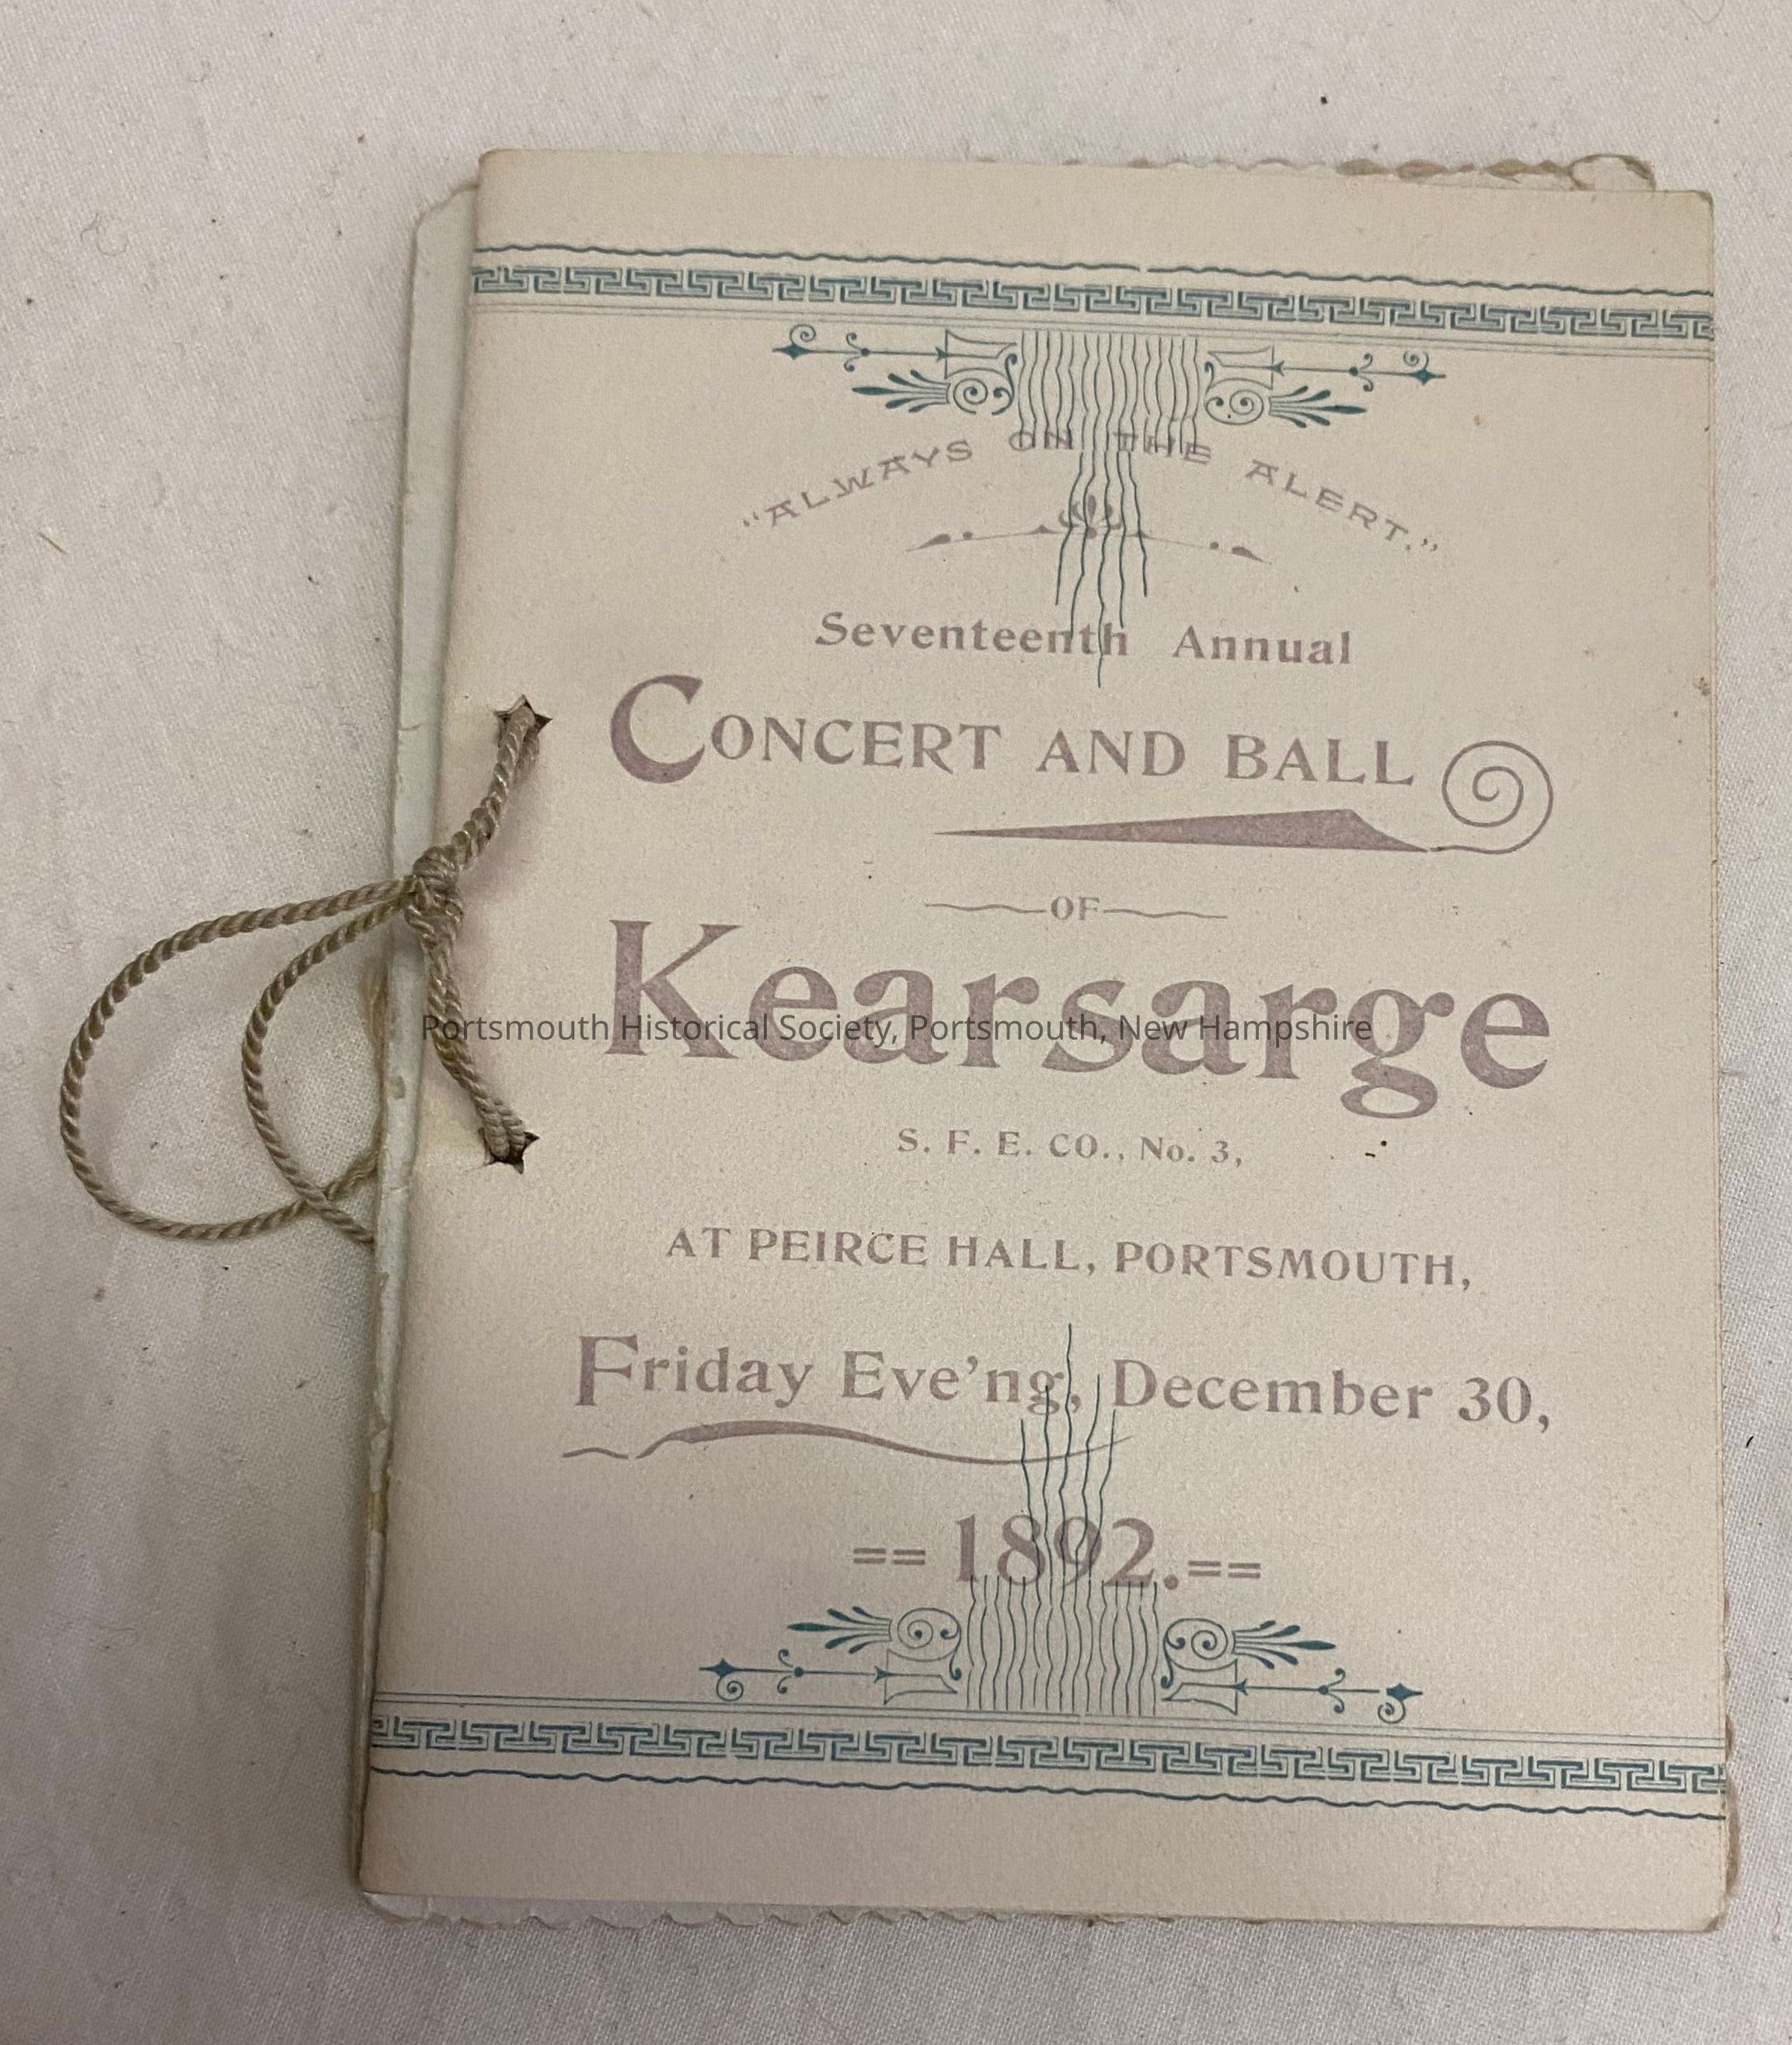 "ALWAYS ON THE ALERT."
Seventeenth Annual
CONCERT AND BALL
OF
Kearsarge
Portsmouth Historical Society, Portsmouth, New Hampshire
S. F. E. CO., No. 3,
AT PEIRCE HALL, PORTSMOUTH,
Friday Eve'ng, December 30,
== 1892. ==